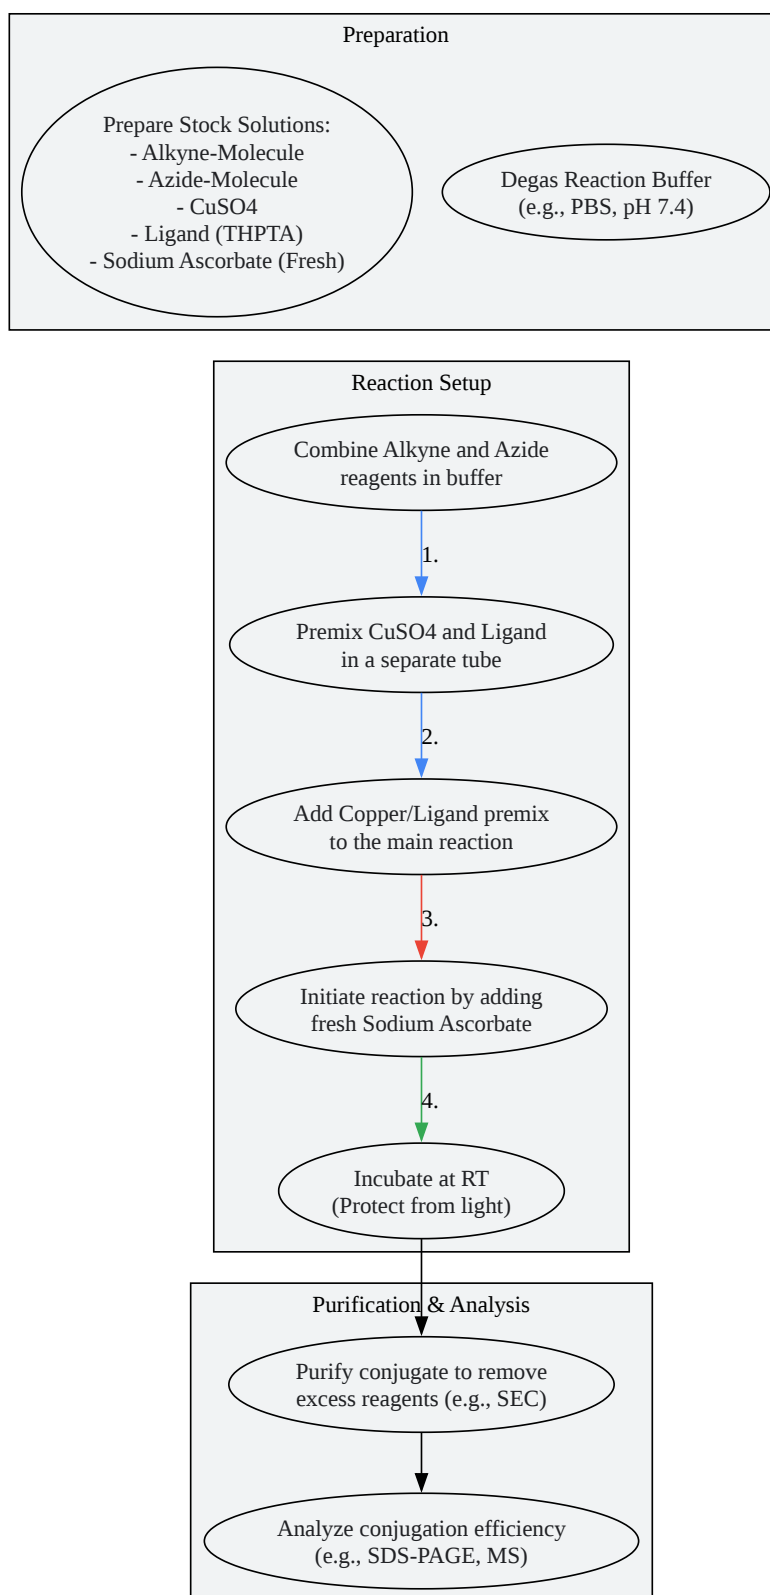 Preparation
Prepare Stock Solutions:
- Alkyne-Molecule
- Azide-Molecule
- CuSO4
- Ligand (THPTA)
- Sodium Ascorbate (Fresh)
Degas Reaction Buffer
(e.g., PBS, pH 7.4)
Reaction Setup
Combine Alkyne and Azide
reagents in buffer
1.
Premix CuSO4 and Ligand
in a separate tube
2.
Add Copper/Ligand premix
to the main reaction
3.
Initiate reaction by adding
fresh Sodium Ascorbate
4.
Incubate at RT
(Protect from light)
Purification & Analysis
Purify conjugate to remove
excess reagents (e.g., SEC)
Analyze conjugation efficiency
(e.g., SDS-PAGE, MS)